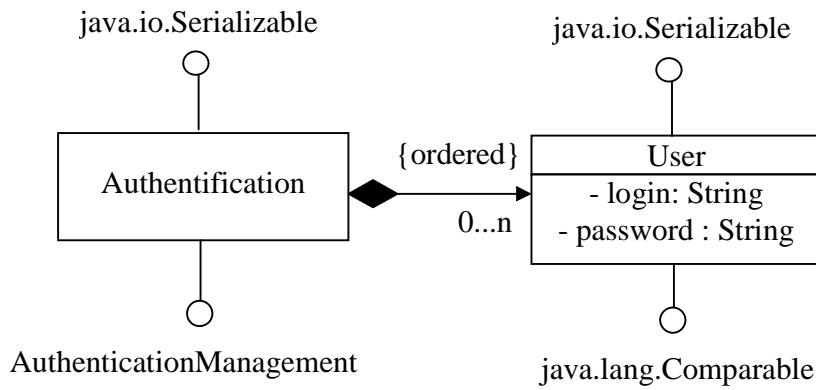 java.io.Serializable
java.io.Serializable
Authentification
{ordered}
0...n
User
- login: String
- password : String
AuthenticationManagement
java.lang.Comparable